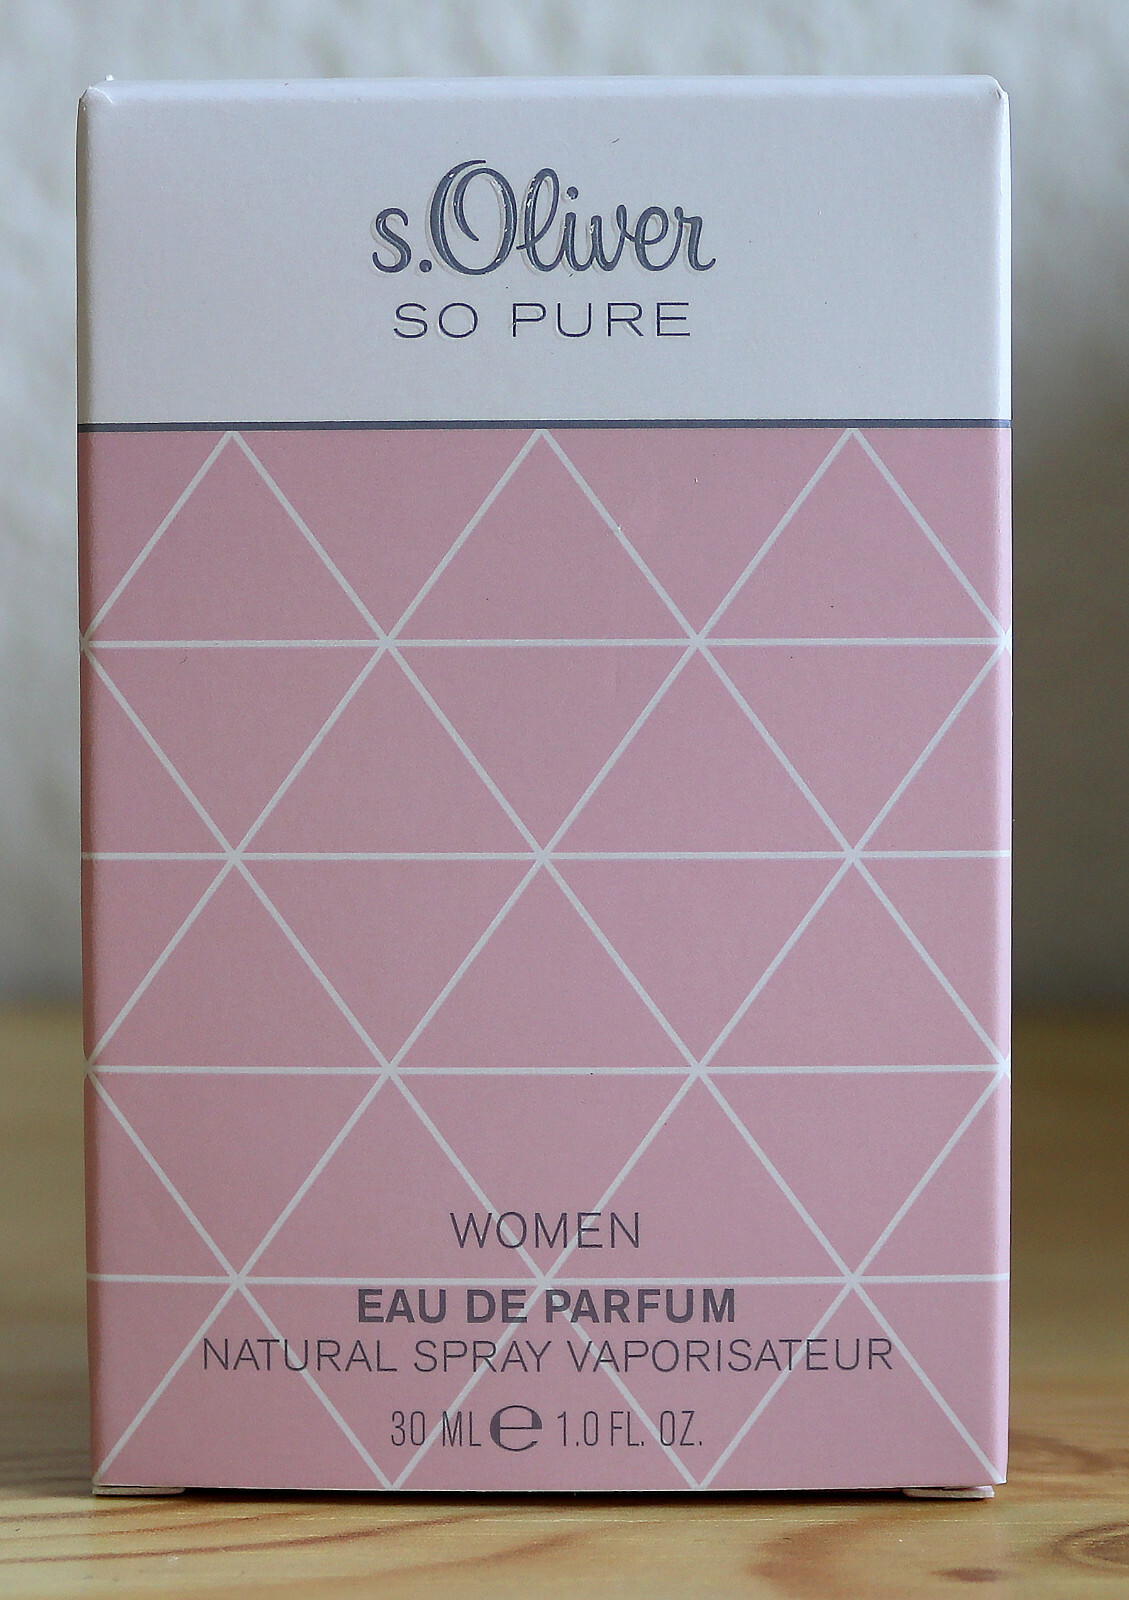 s.Oliver
SO PURE
WOMEN
EAU DE PARFUM
NATURAL SPRAY VAPORISATEUR
30 ML ℮ 1.0 FL. OZ.